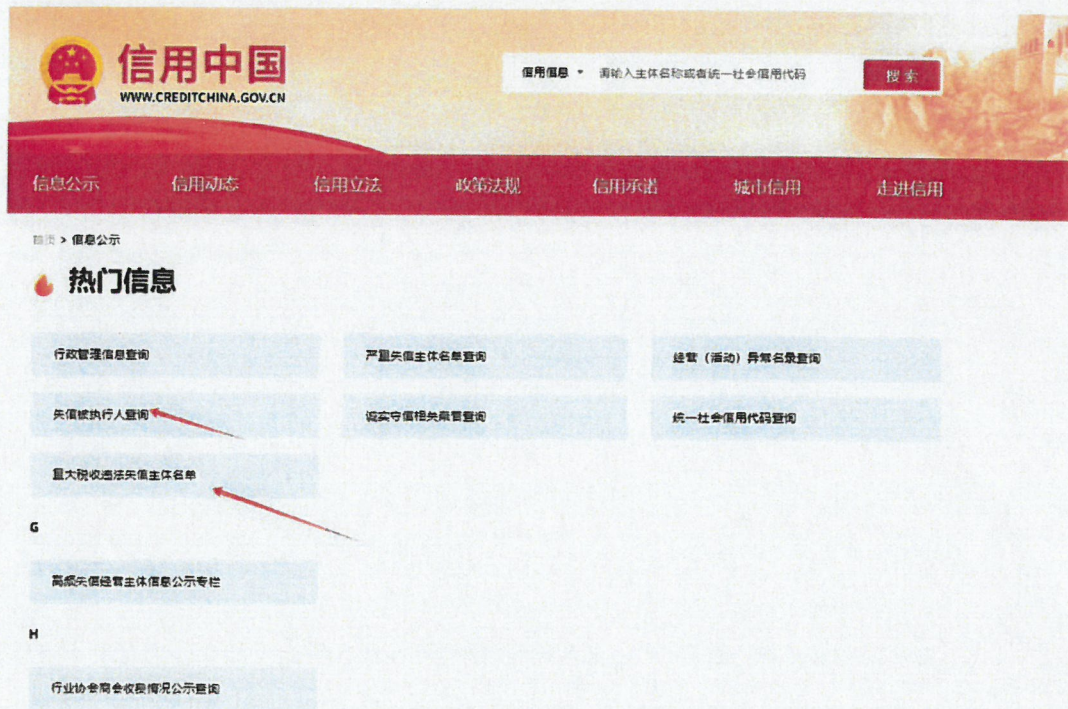 信用中国
WWW.CREDITCHINA.GOV.CN
信用信息 请输入主体名称或者统一社会信用代码 搜索
信息公示 信用动态 信用立法 政策法规 信用承诺 城市信用 走进信用
首页 > 信息公示
热门信息
行政管理信息查询 严重失信主体名单查询 经营（活动）异常名录查询
失信被执行人查询 诚实守信相关荣誉查询 统一社会信用代码查询
重大税收违法失信主体名单
G
高频失信经营主体信息公示专栏
H
行业协会商会收费情况公示查询